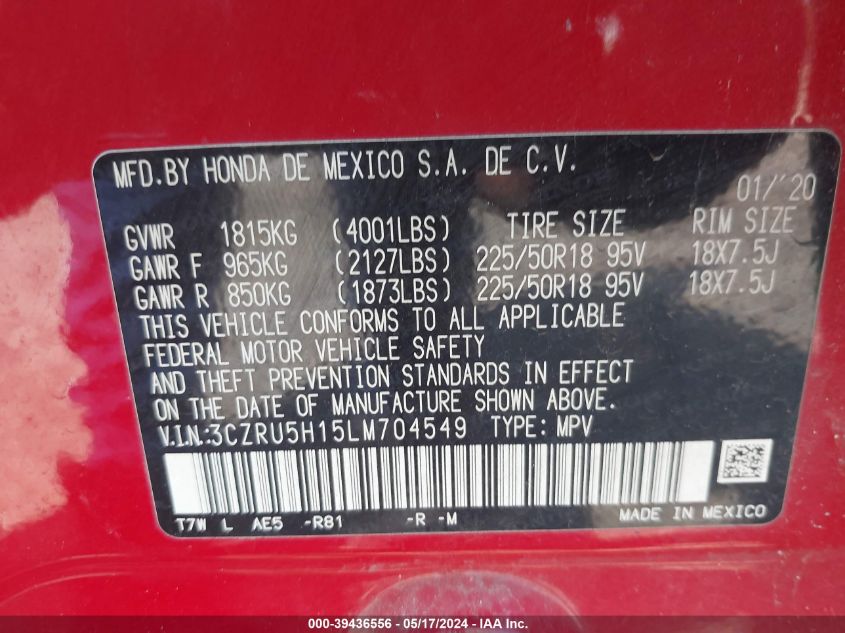 MFD.BY HONDA DE MEXICO S.A. DE C.V.
01/'20
GVWR 1815KG (4001LBS) TIRE SIZE RIM SIZE
GAWR F 965KG (2127LBS) 225/50R18 95V 18X7.5J
GAWR R 850KG (1873LBS) 225/50R18 95V 18X7.5J
THIS VEHICLE CONFORMS TO ALL APPLICABLE
FEDERAL MOTOR VEHICLE SAFETY
AND THEFT PREVENTION STANDARDS IN EFFECT
ON THE DATE OF MANUFACTURE SHOWN ABOVE.
V.I.N.:3CZRU5H15LM704549 TYPE: MPV
T7W L AE5 -R81 -R -M MADE IN MEXICO
000-39436556 - 05/17/2024 - IAAI.com